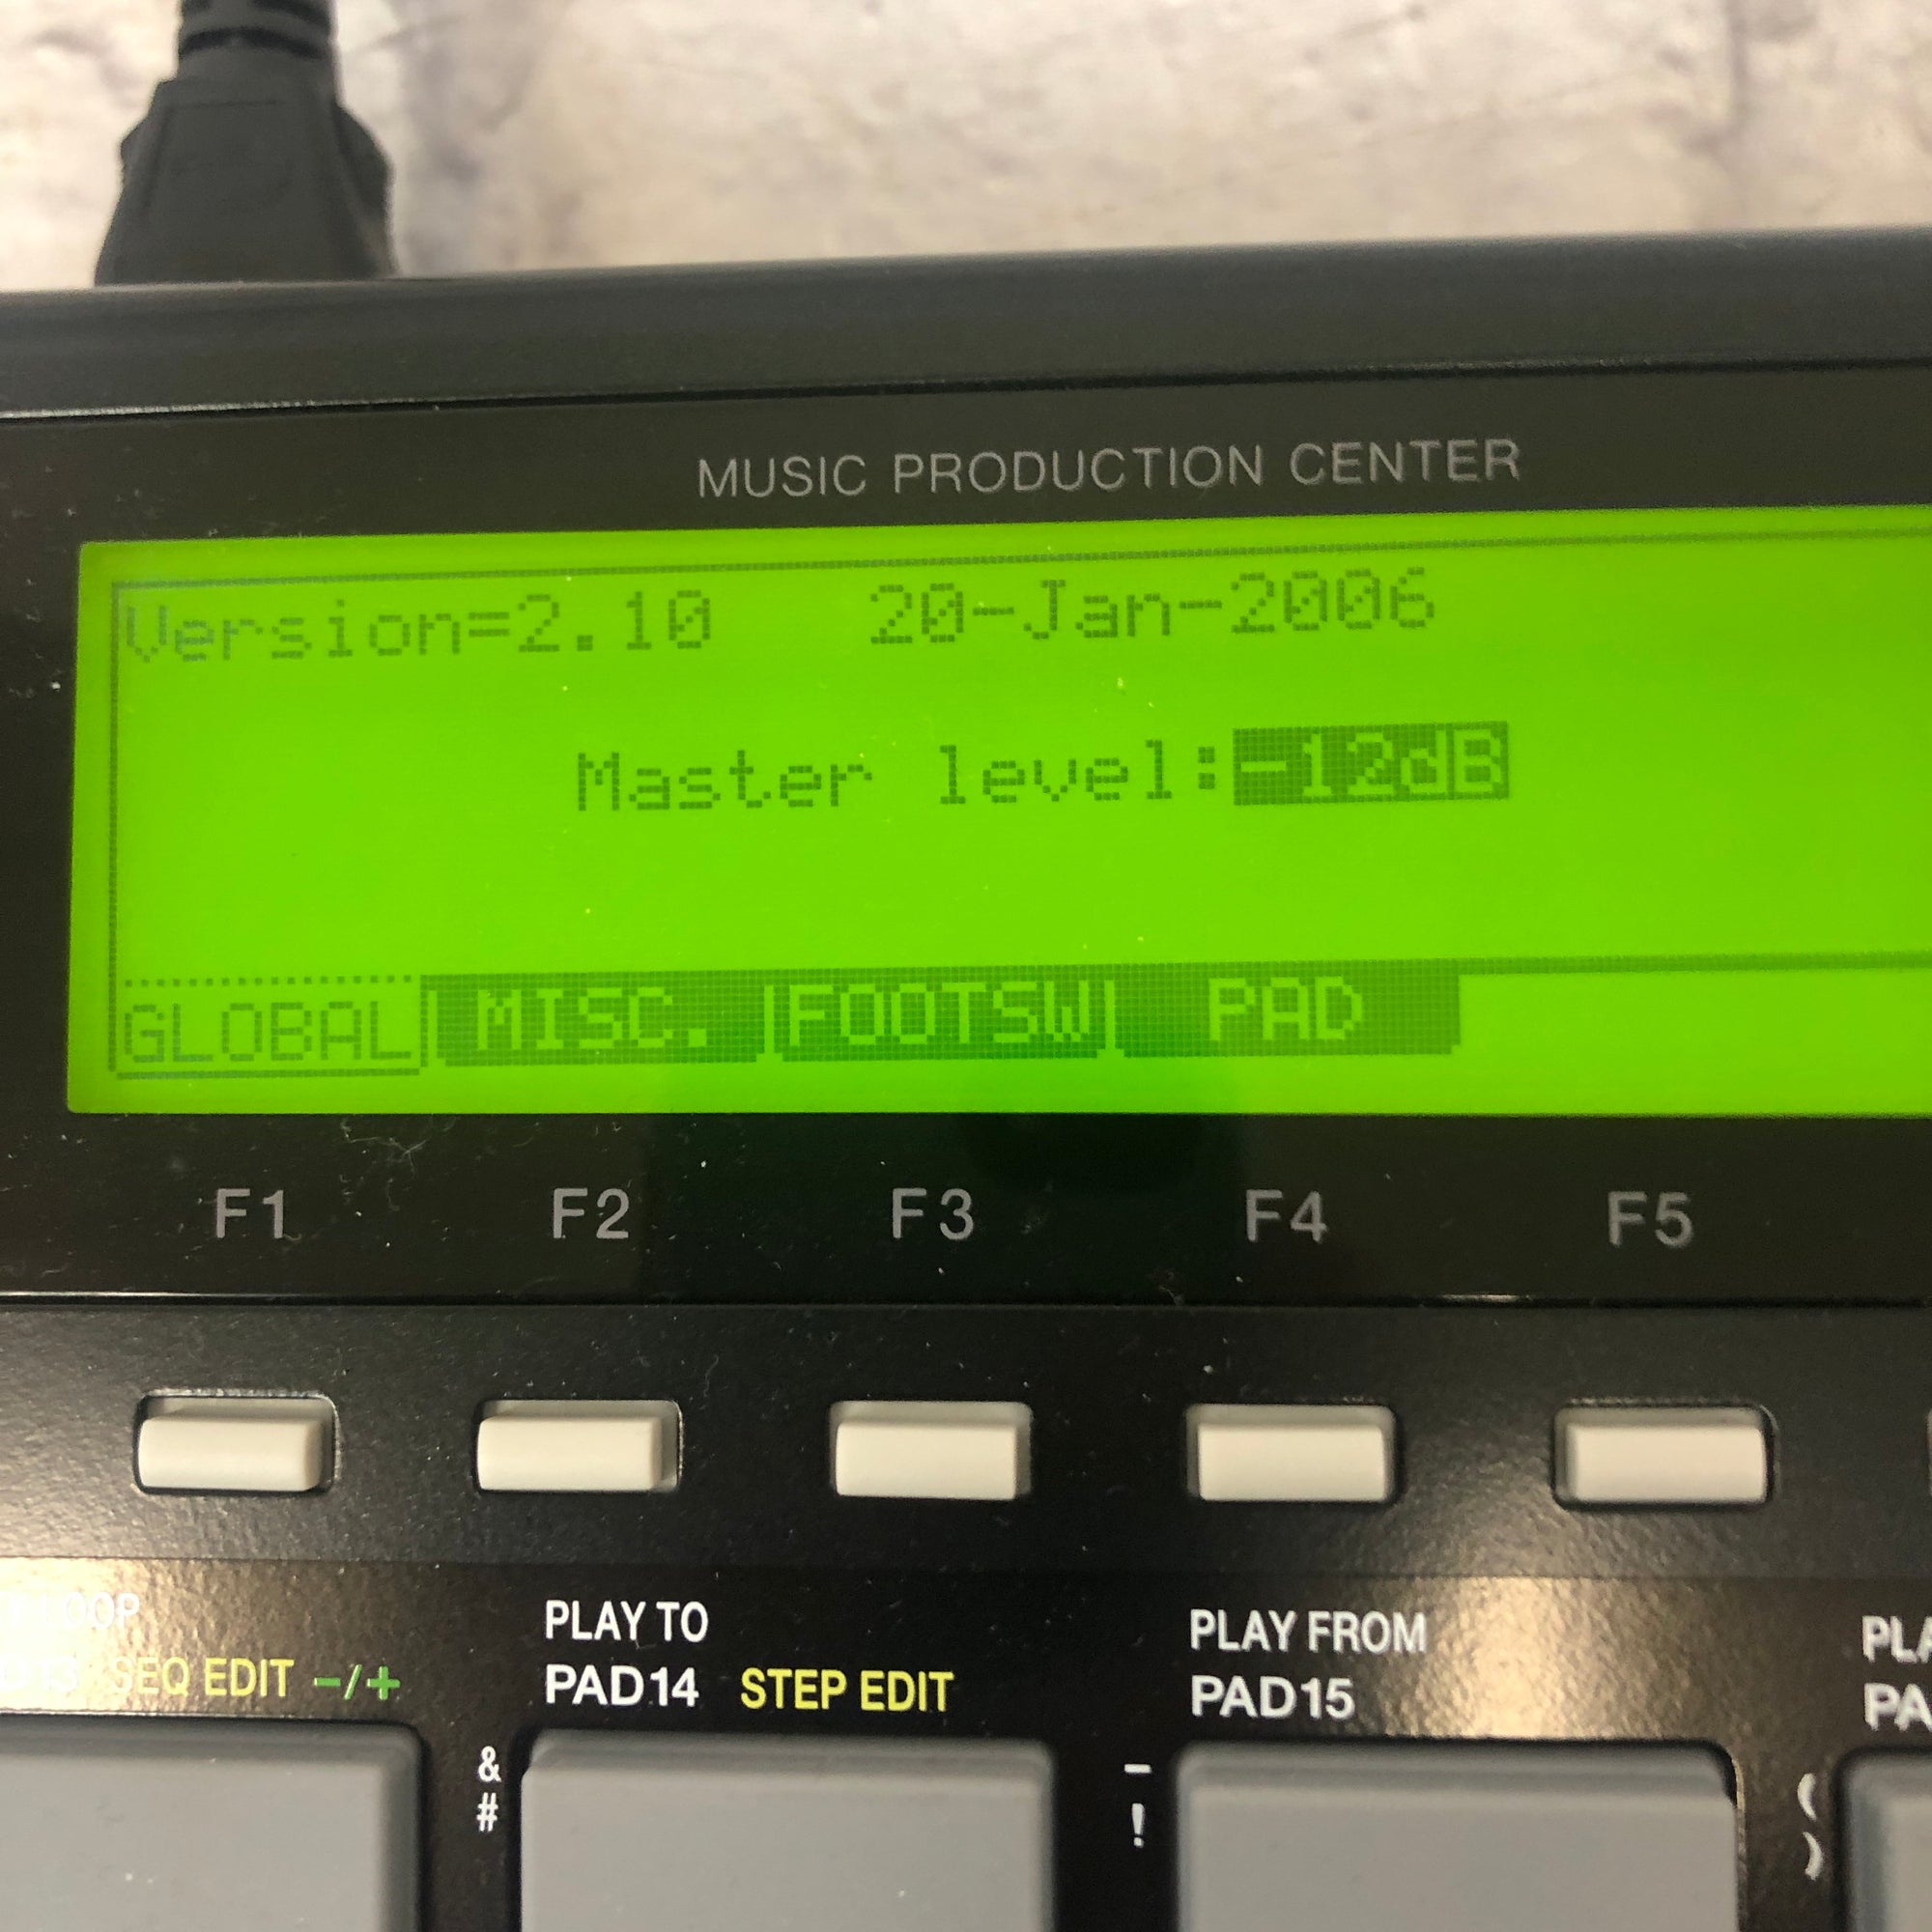 MUSIC PRODUCTION CENTER
Version=2.10 20-Jan-2006
Master level:-12dB
GLOBAL MISC. FOOTSW PAD
F1 F2 F3 F4 F5
LOOP PLAY TO PLAY FROM
SEQ EDIT -/+ PAD14 STEP EDIT PAD15
& –
# ! ( )